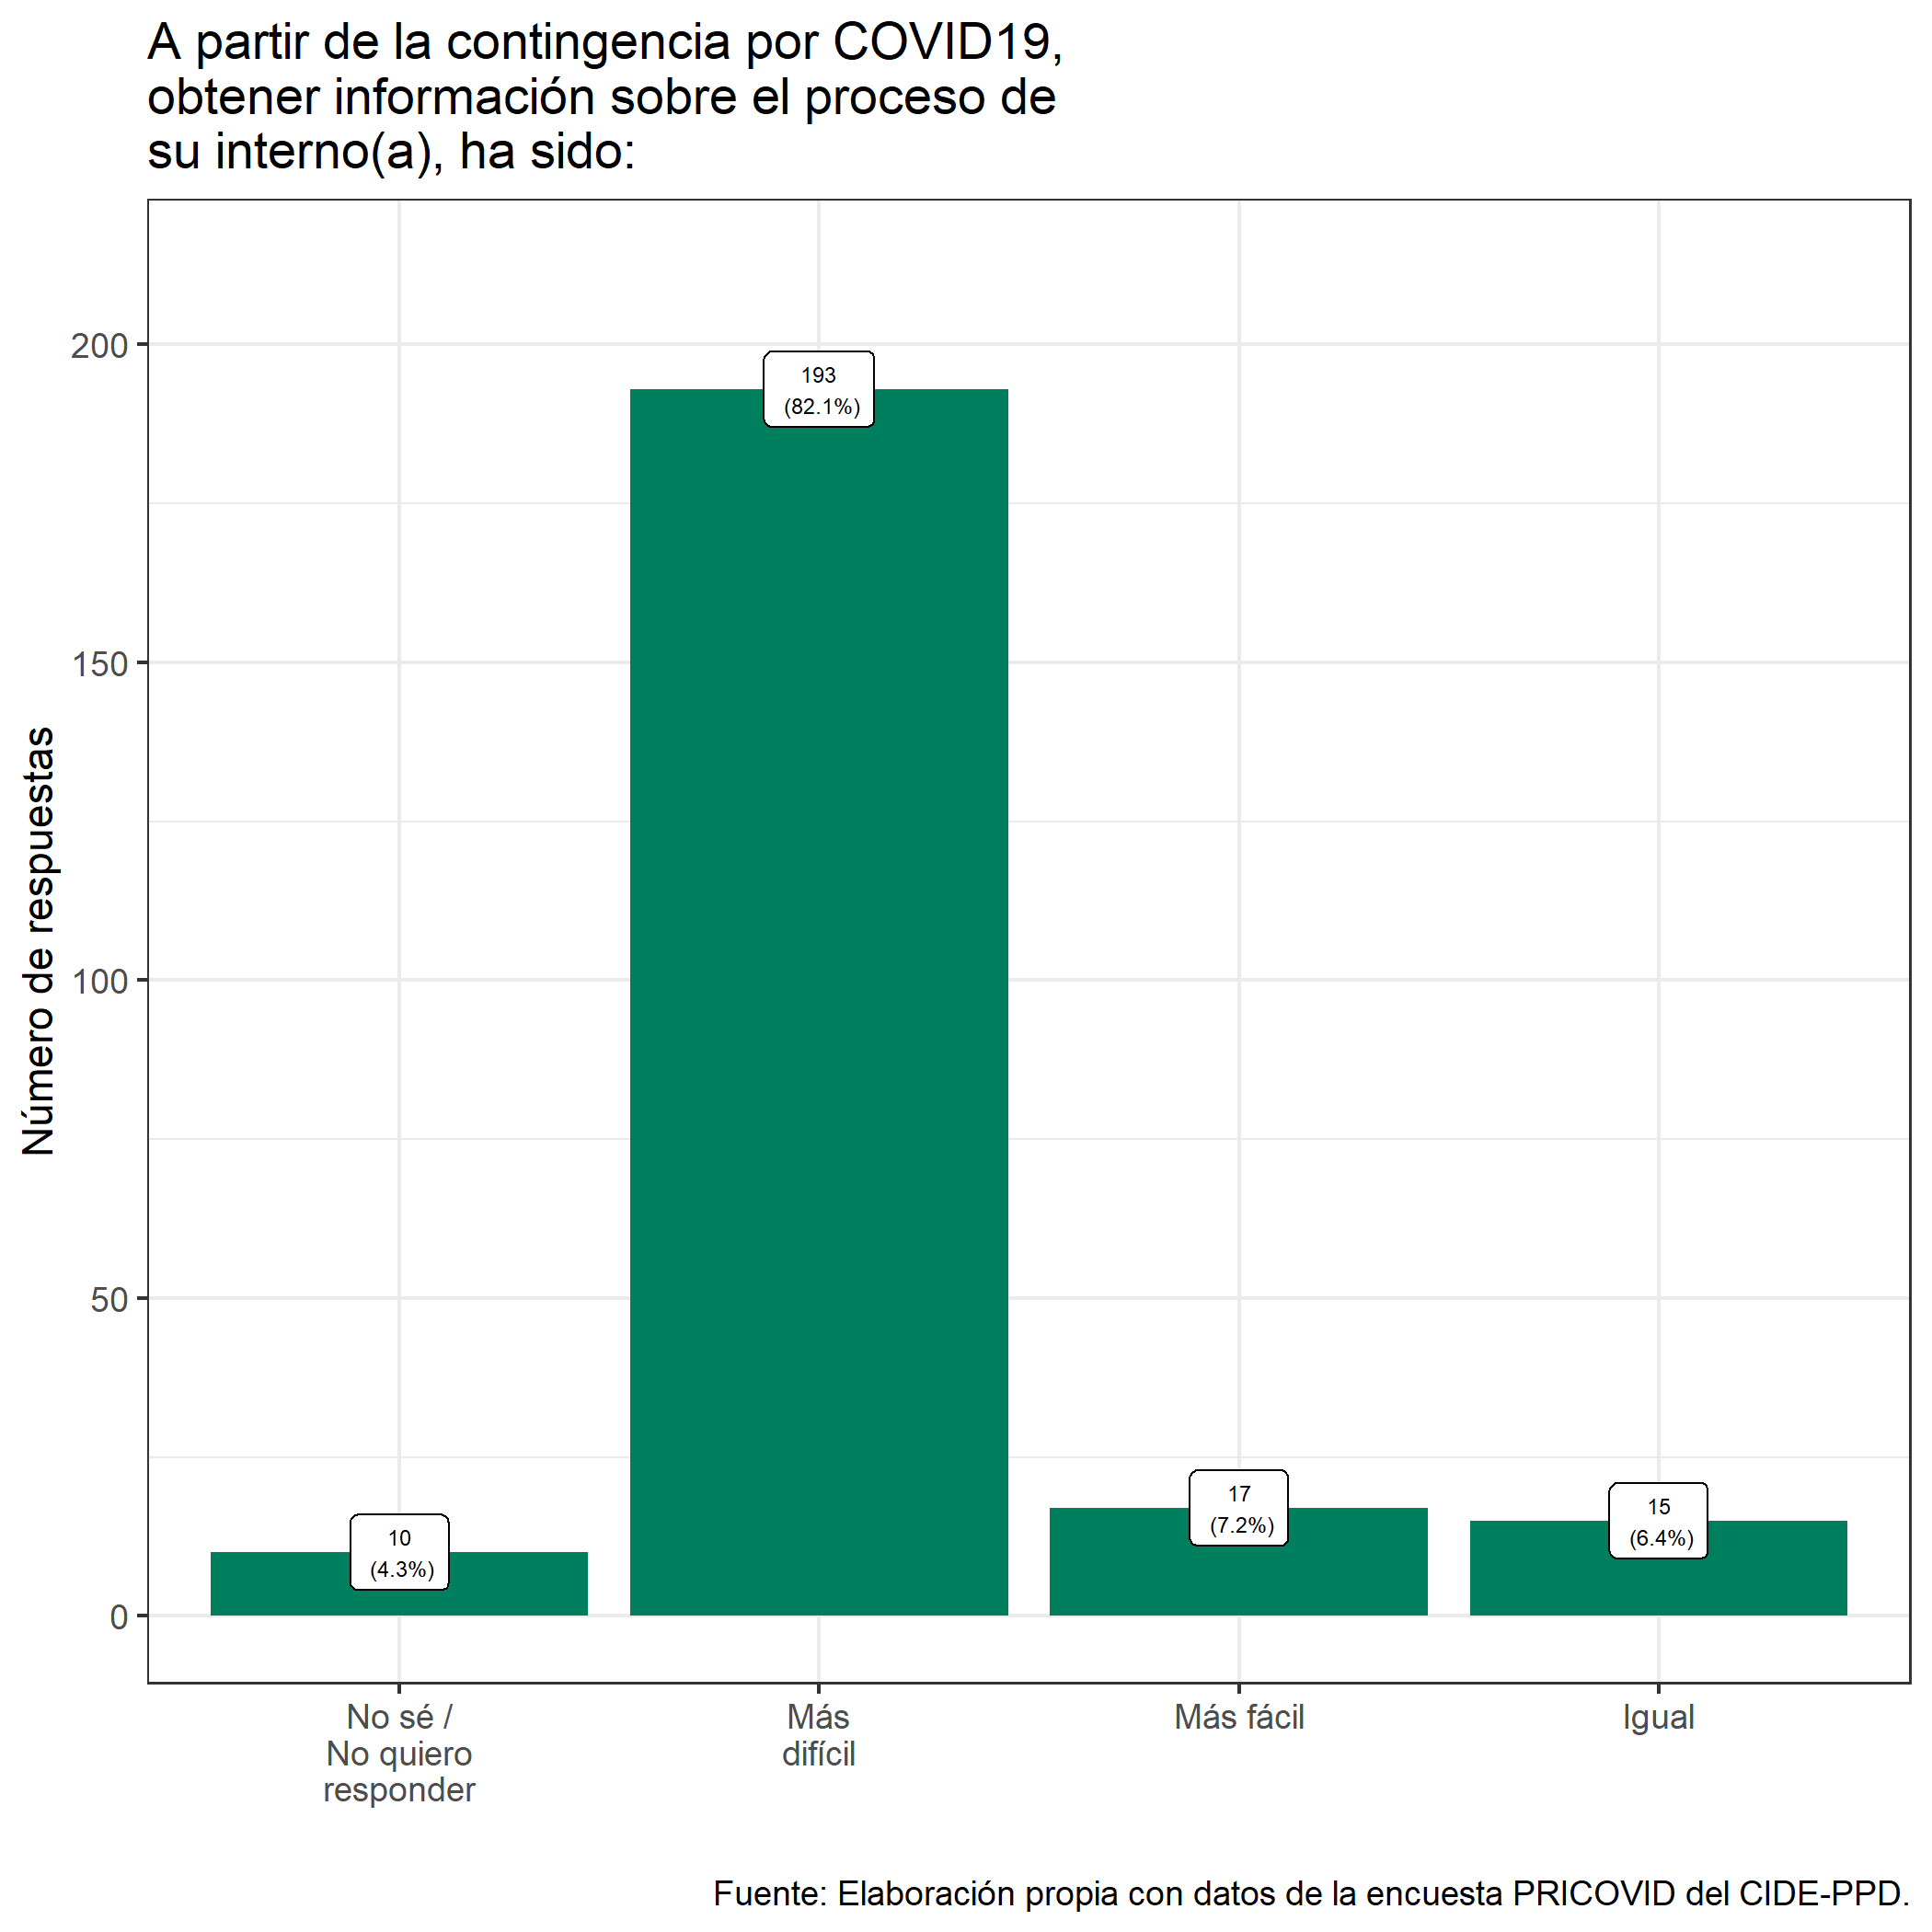 A partir de la contingencia por COVID19,
obtener información sobre el proceso de
su interno(a), ha sido:
Número de respuestas
200
150
100
50
0
193
(82.1%)
10
(4.3%)
17
(7.2%)
15
(6.4%)
No sé /
No quiero
responder
Más
difícil
Más fácil
Igual
Fuente: Elaboración propia con datos de la encuesta PRICOVID del CIDE-PPD.